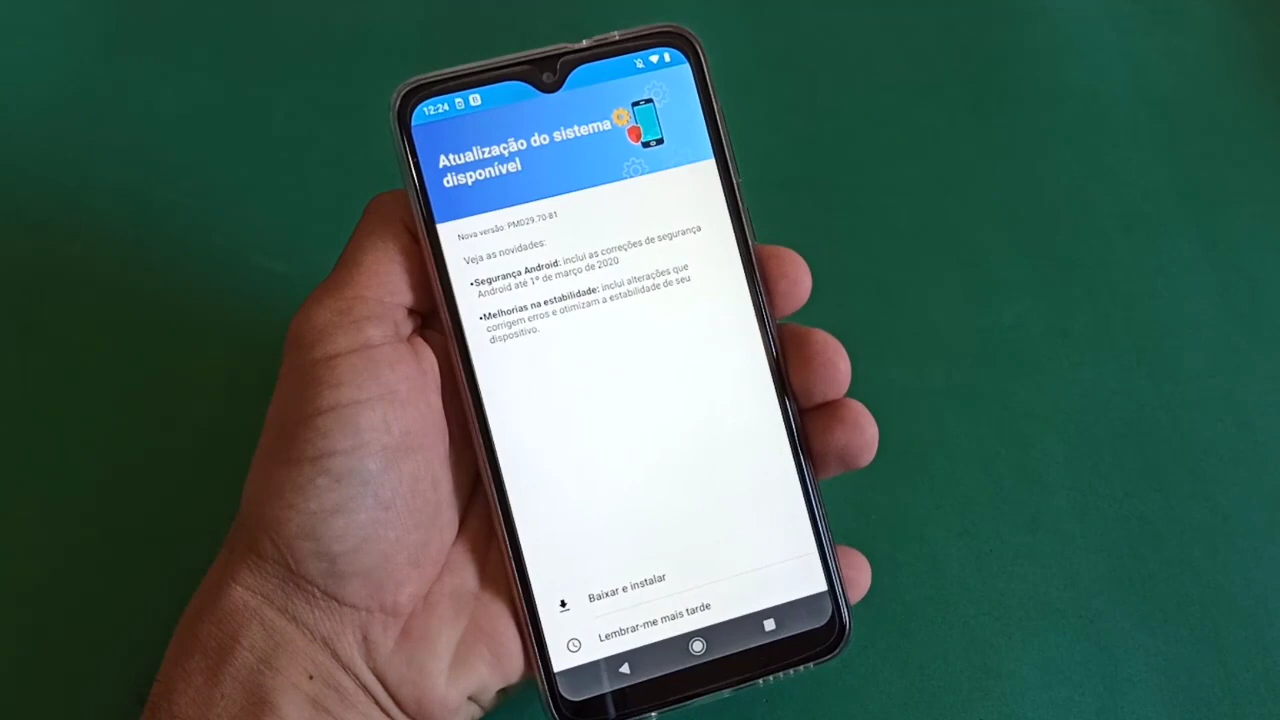 12:24
Atualização do sistema
disponível
Nova versão: PMD29.70-81
Veja as novidades:
•Segurança Android: inclui as correções de segurança
Android até 1º de março de 2020
•Melhorias na estabilidade: inclui alterações que
corrigem erros e otimizam a estabilidade de seu
dispositivo.
Baixar e instalar
Lembrar-me mais tarde